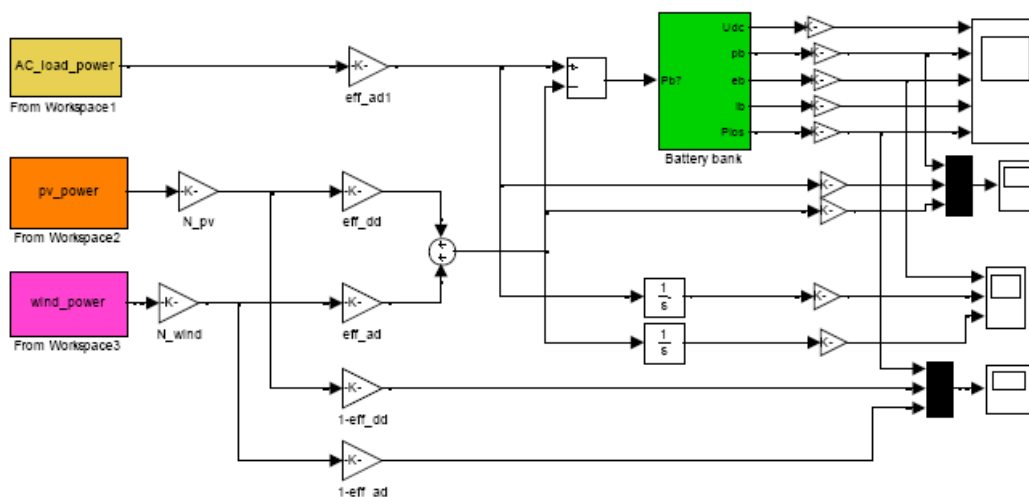 Udc
-K-
AC_load_power
-K-
pb
K-
From Workspace1
eff_ad1
Pb?
eb
K-
Ib
K-
Plos
K-
Battery bank
pv_power
-K-
-K-
K-
From Workspace2
N_pv
eff_dd
K-
wind_power
-K-
-K-
1
s
K-
From Workspace3
N_wind
eff_ad
1
s
K-
-K-
1-eff_dd
-K-
1-eff_ad